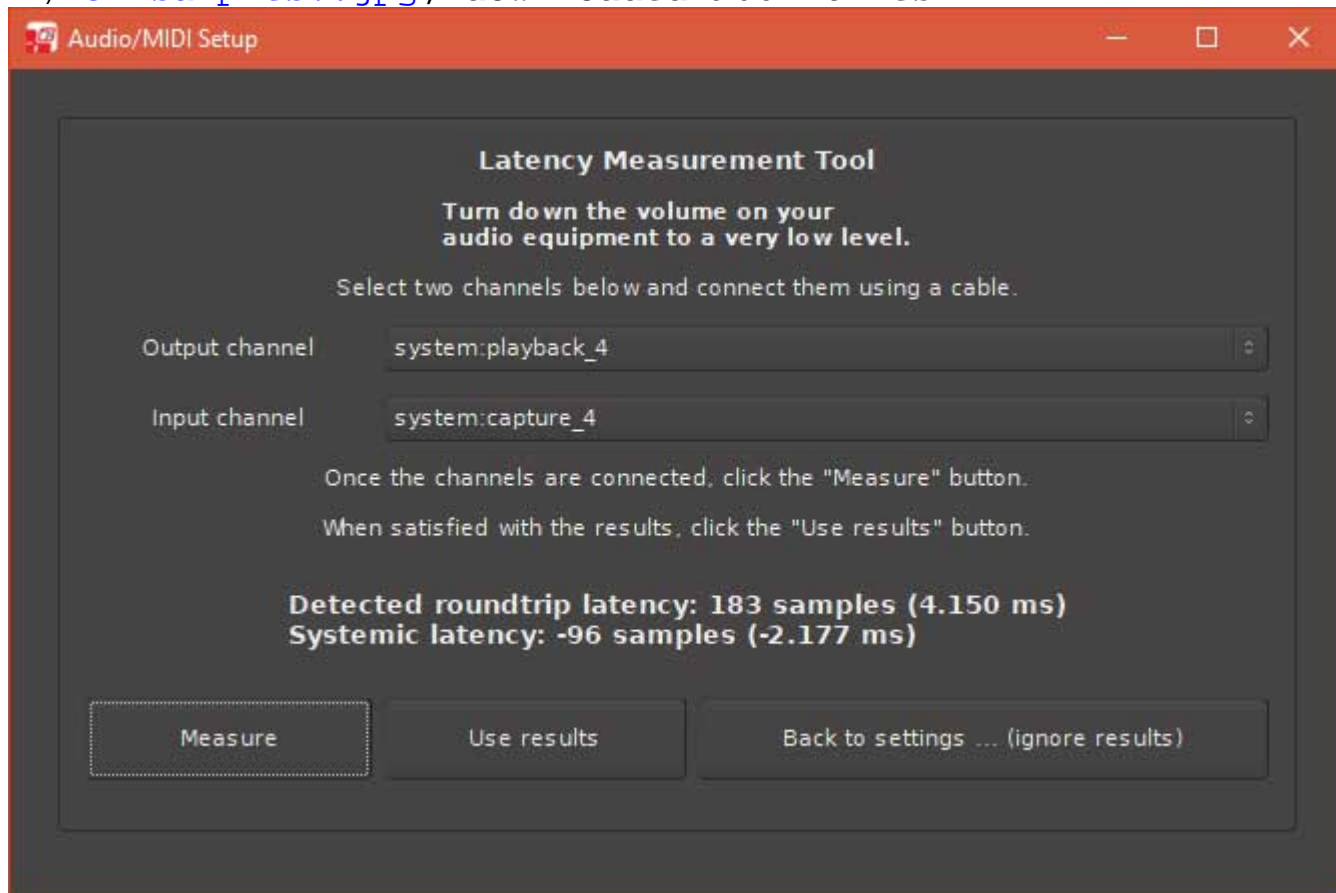 Audio/MIDI Setup
Latency Measurement Tool
Turn down the volume on your
audio equipment to a very low level.
Select two channels below and connect them using a cable.
Output channel system:playback_4
Input channel system:capture_4
Once the channels are connected, click the "Measure" button.
When satisfied with the results, click the "Use results" button.
Detected roundtrip latency: 183 samples (4.150 ms)
Systemic latency: -96 samples (-2.177 ms)
Measure Use results Back to settings ... (ignore results)